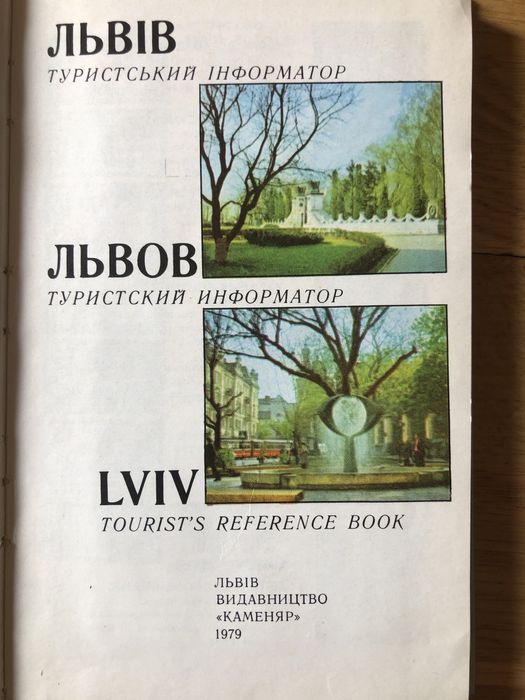 ЛЬВІВ
ТУРИСТСЬКИЙ ІНФОРМАТОР
ЛЬВОВ
ТУРИСТСКИЙ ИНФОРМАТОР
LVIV
TOURIST'S REFERENCE BOOK
ЛЬВІВ
ВИДАВНИЦТВО
«КАМЕНЯР»
1979